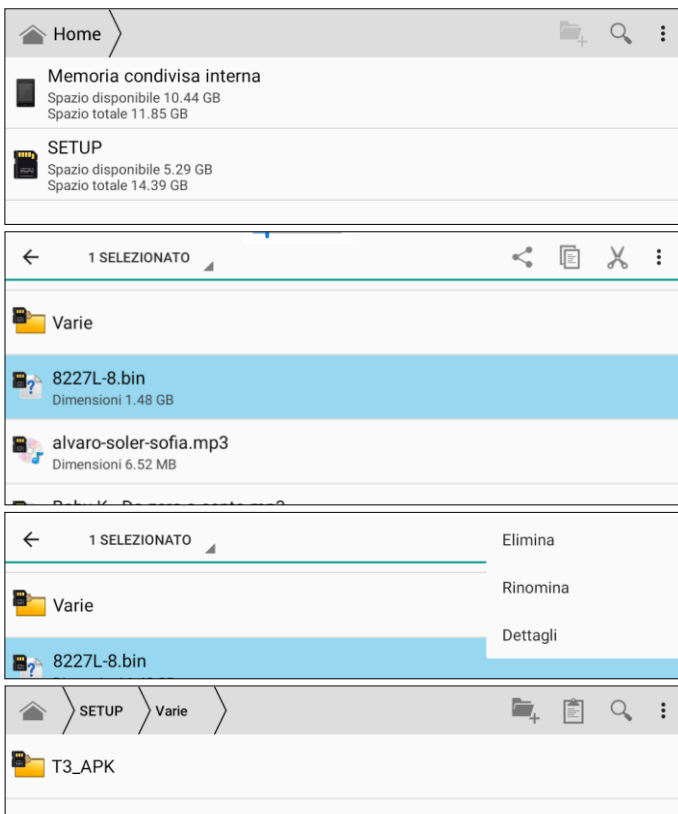 Home
Memoria condivisa interna
Spazio disponibile 10.44 GB
Spazio totale 11.85 GB
SETUP
Spazio disponibile 5.29 GB
Spazio totale 14.39 GB
1 SELEZIONATO
Varie
8227L-8.bin
Dimensioni 1.48 GB
alvaro-soler-sofia.mp3
Dimensioni 6.52 MB
1 SELEZIONATO
Elimina
Varie
Rinomina
Dettagli
8227L-8.bin
SETUP Varie
T3_APK